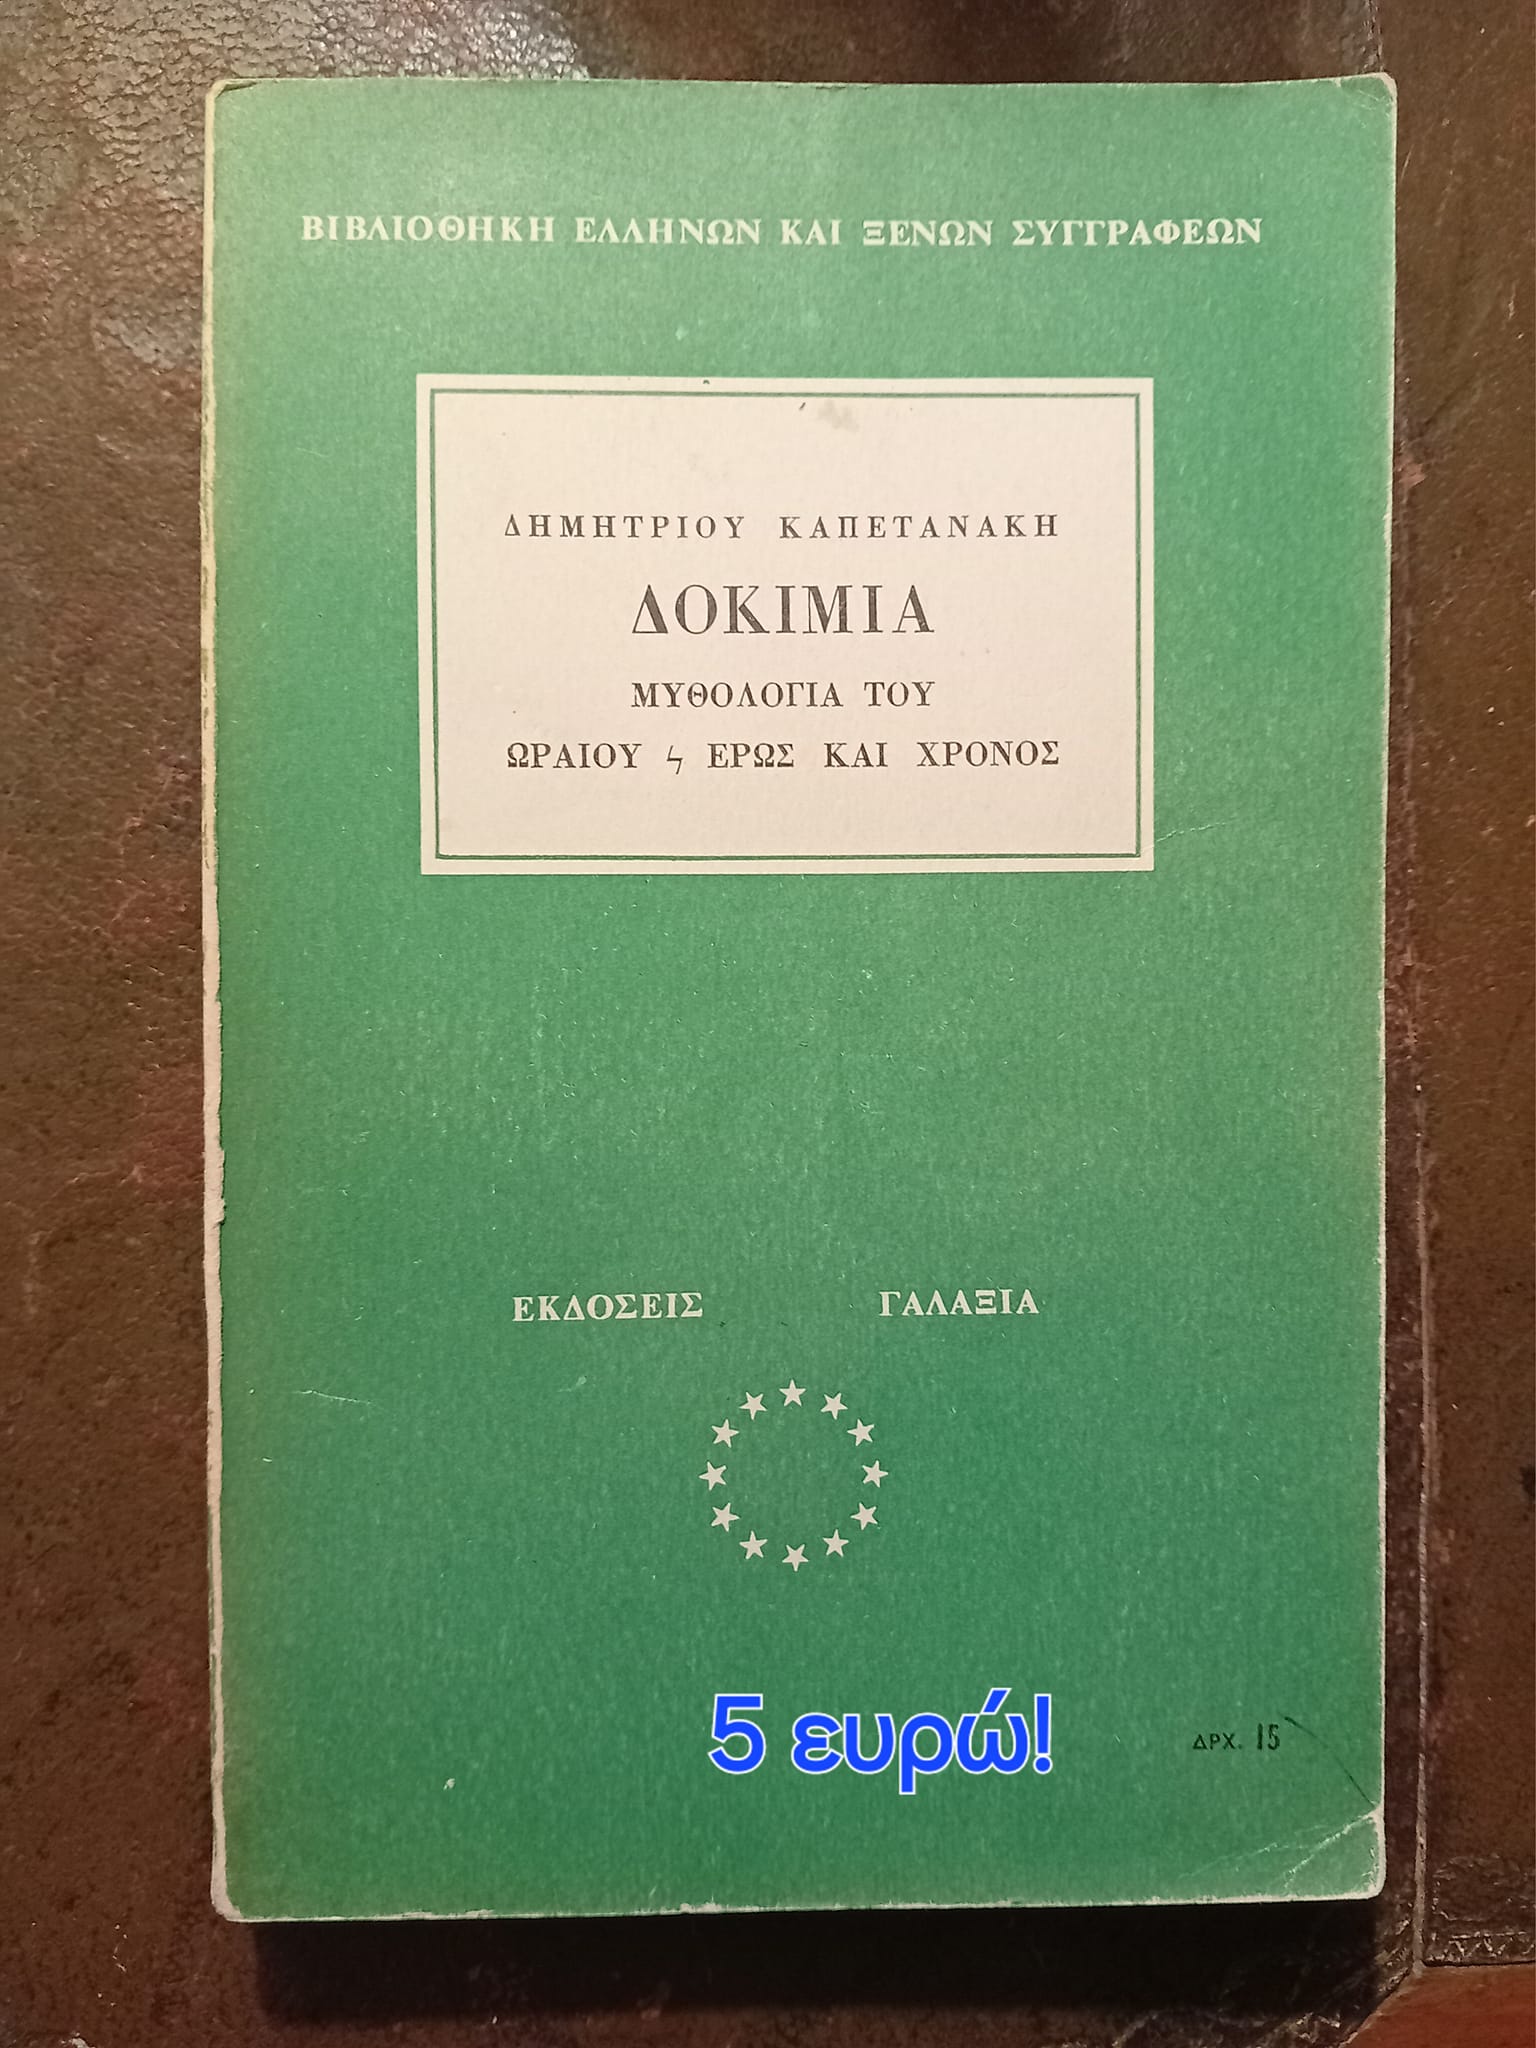 ΒΙΒΛΙΟΘΗΚΗ ΕΛΛΗΝΩΝ ΚΑΙ ΞΕΝΩΝ ΣΥΓΓΡΑΦΕΩΝ
ΔΗΜΗΤΡΙΟΥ ΚΑΠΕΤΑΝΑΚΗ
ΔΟΚΙΜΙΑ
ΜΥΘΟΛΟΓΙΑ ΤΟΥ
ΩΡΑΙΟΥ ϟ ΕΡΩΣ ΚΑΙ ΧΡΟΝΟΣ
ΕΚΔΟΣΕΙΣ ΓΑΛΑΞΙΑ
5 ευρώ!
ΔΡΧ. 15